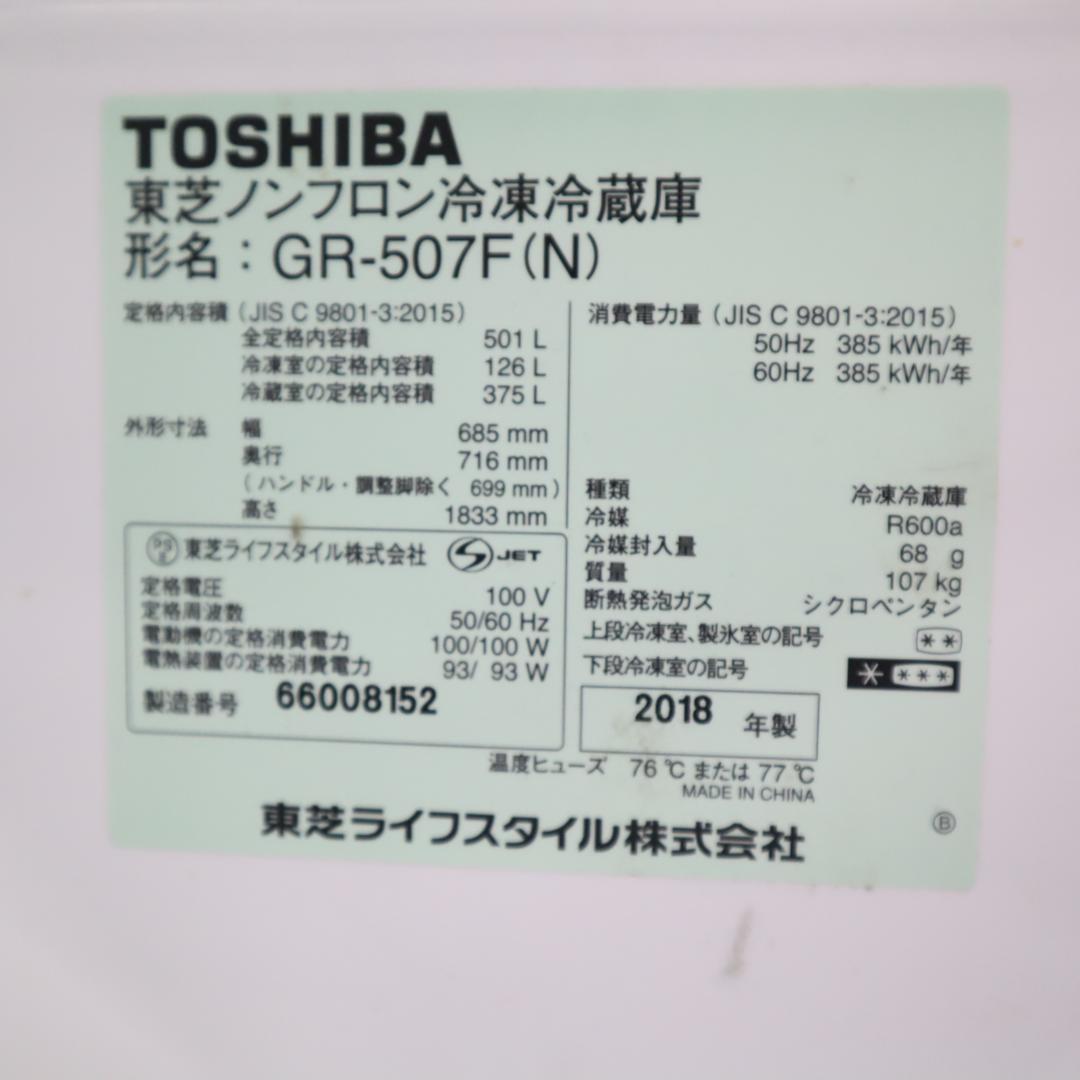 TOSHIBA
東芝ノンフロン冷凍冷蔵庫
形名：GR-507F(N)
定格内容積（JIS C 9801-3:2015）
全定格内容積 501 L
冷凍室の定格内容積 126 L
冷蔵室の定格内容積 375 L
外形寸法 幅 685 mm
奥行 716 mm
（ハンドル・調整脚除く 699 mm）
高さ 1833 mm
消費電力量（JIS C 9801-3:2015）
50Hz 385 kWh/年
60Hz 385 kWh/年
種類 冷凍冷蔵庫
冷媒 R600a
冷媒封入量 68 g
質量 107 kg
断熱発泡ガス シクロペンタン
上段冷凍室、製氷室の記号 **
下段冷凍室の記号 * ***
東芝ライフスタイル株式会社 JET
定格電圧 100 V
定格周波数 50/60 Hz
電動機の定格消費電力 100/100 W
電熱装置の定格消費電力 93/ 93 W
製造番号 66008152
2018 年製
温度ヒューズ 76℃または77℃
MADE IN CHINA
東芝ライフスタイル株式会社
Ⓑ